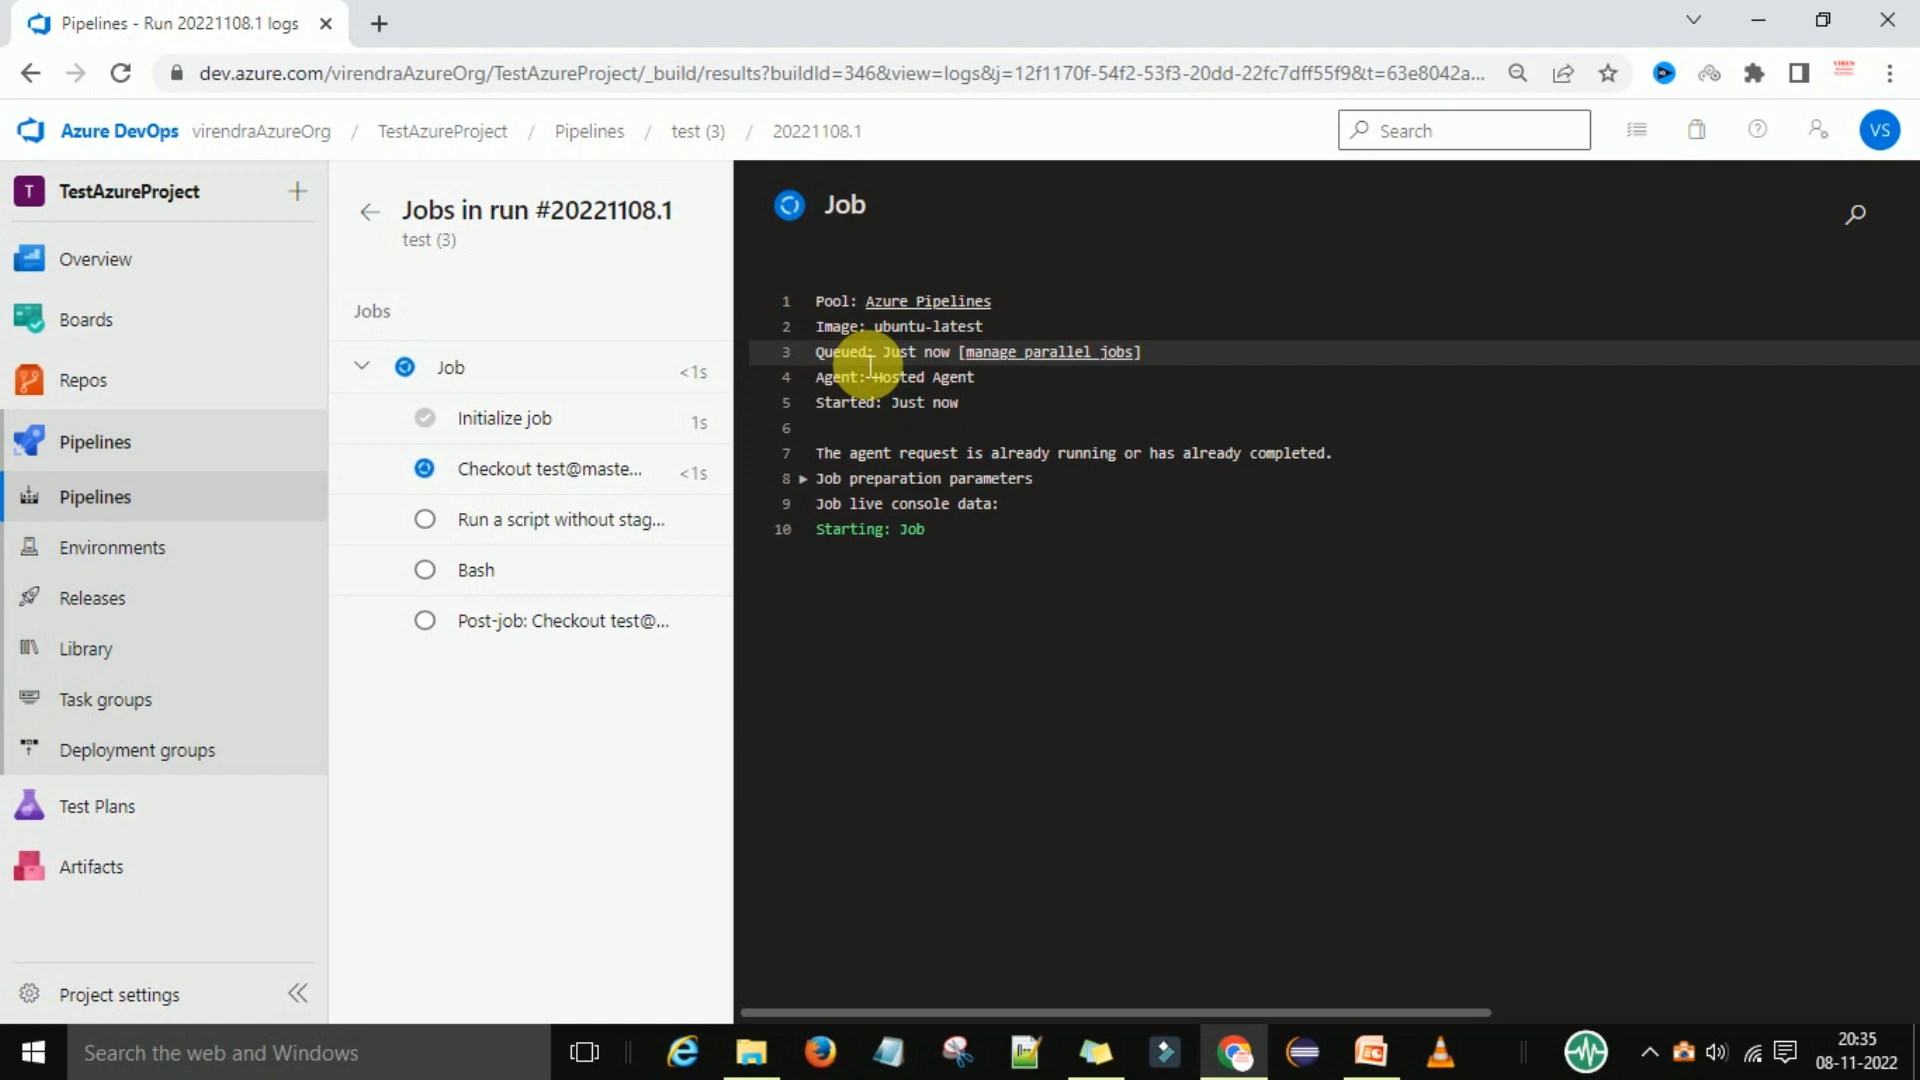 Pipelines - Run 20221108.1 logs
dev.azure.com/virendraAzureOrg/TestAzureProject/_build/results?buildId=346&view=logs&j=12f1170f-54f2-53f3-20dd-22fc7dff55f9&t=63e8042a...
VIREN
Azure DevOps virendraAzureOrg / TestAzureProject / Pipelines / test (3) / 20221108.1
Search
VS
T TestAzureProject
Overview
Boards
Repos
Pipelines
Pipelines
Environments
Releases
Library
Task groups
Deployment groups
Test Plans
Artifacts
Project settings
Jobs in run #20221108.1
test (3)
Jobs
Job <1s
Initialize job 1s
Checkout test@maste... <1s
Run a script without stag...
Bash
Post-job: Checkout test@...
Job
1 Pool: Azure Pipelines
2 Image: ubuntu-latest
3 Queued: Just now [manage parallel jobs]
4 Agent: Hosted Agent
5 Started: Just now
6
7 The agent request is already running or has already completed.
8 Job preparation parameters
9 Job live console data:
10 Starting: Job
Search the web and Windows
20:35
08-11-2022